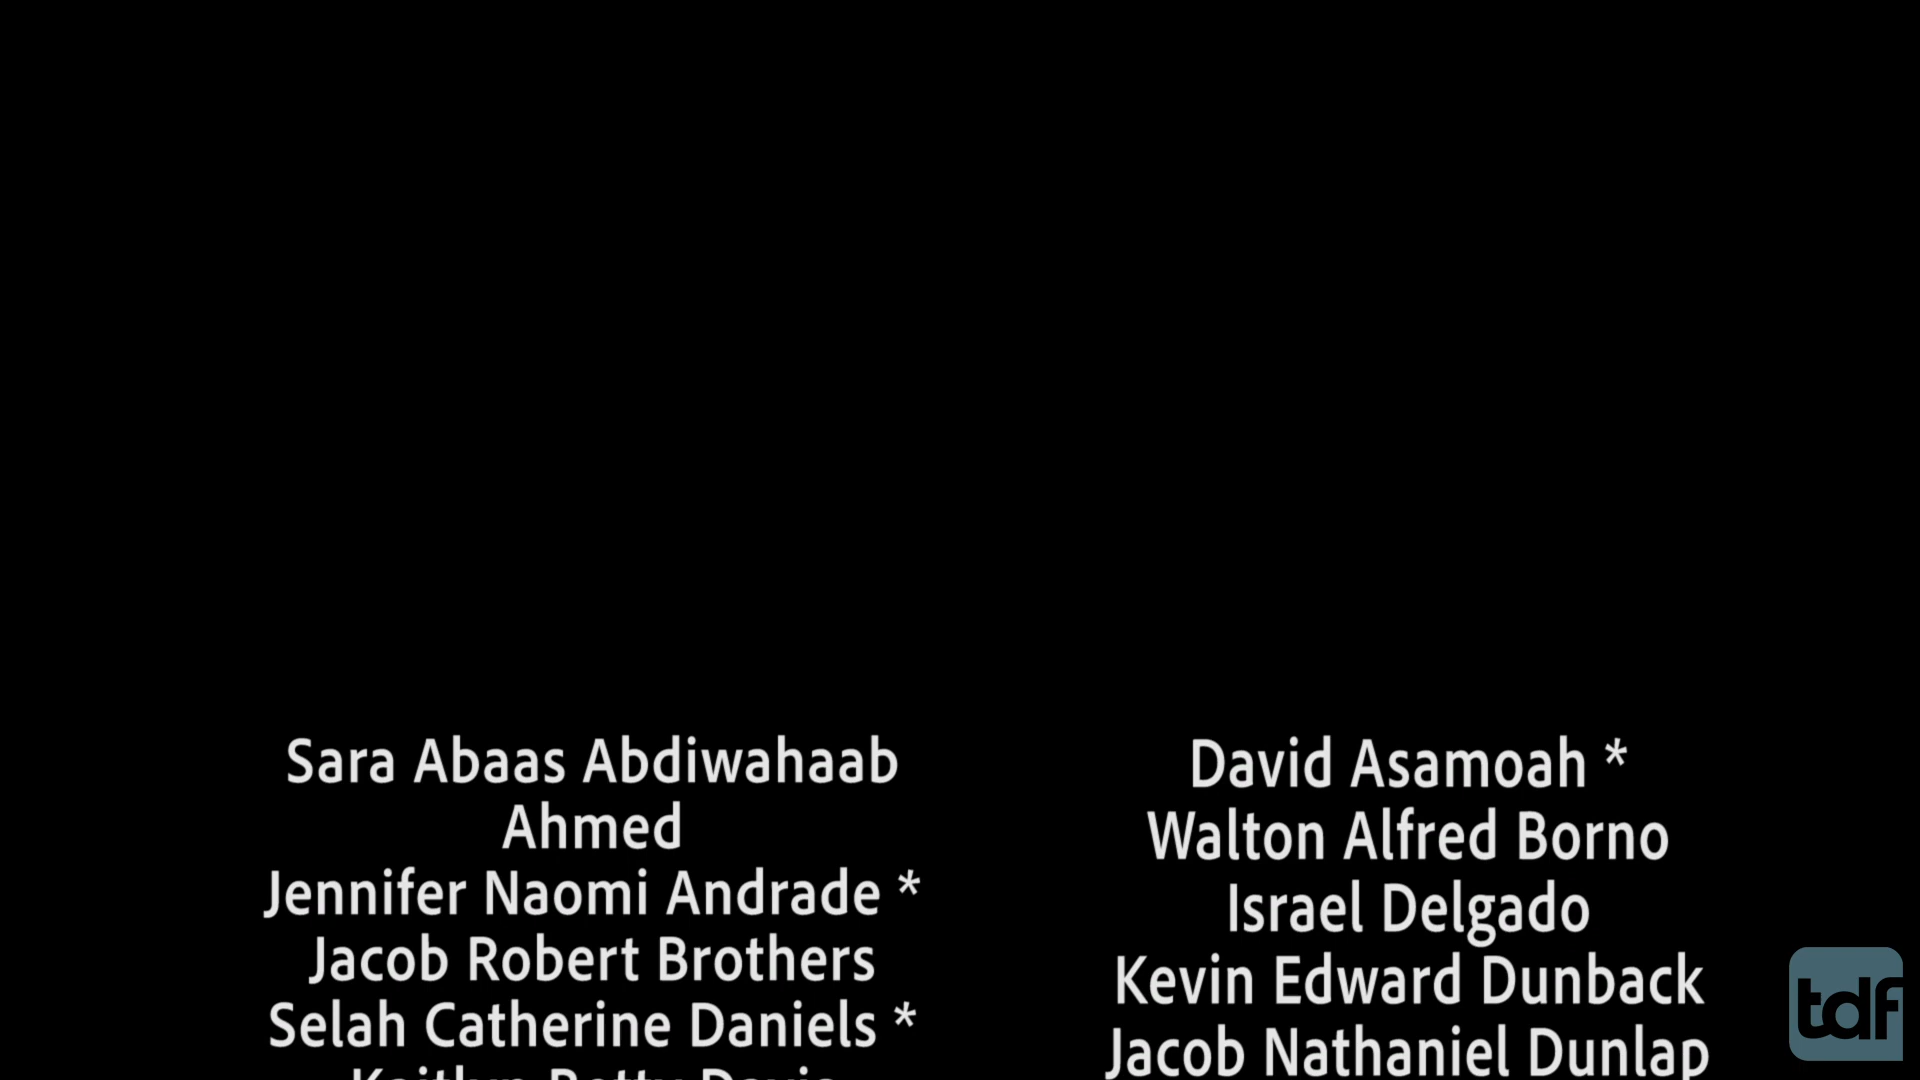 Sara Abaas Abdiwahaab
Ahmed
Jennifer Naomi Andrade *
Jacob Robert Brothers
Selah Catherine Daniels *
David Asamoah *
Walton Alfred Borno
Israel Delgado
Kevin Edward Dunback
Jacob Nathaniel Dunlap
tdf